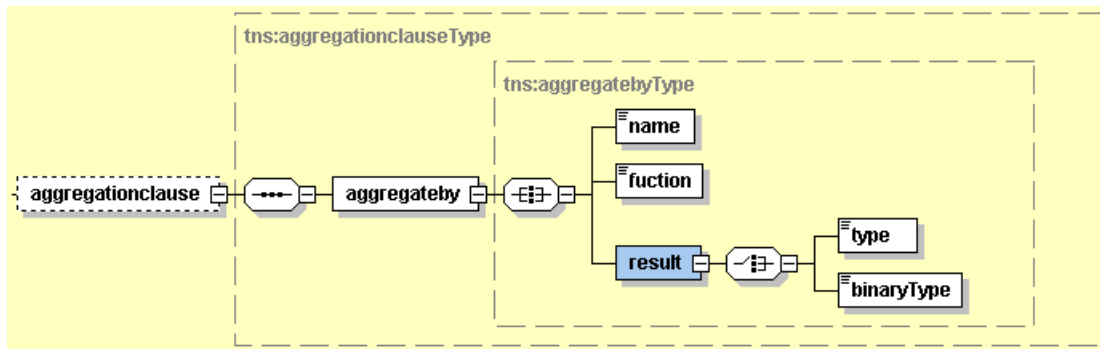 tns:aggregationclauseType
tns:aggregatebyType
name
aggregationclause
aggregateby
fuction
result
type
binaryType